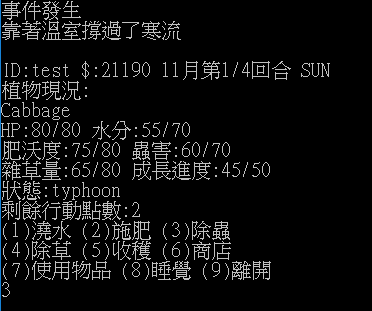 事件發生
靠著溫室撐過了寒流
ID:test $:21190 11月第1/4回合 SUN
植物現況:
Cabbage
HP:80/80 水分:55/70
肥沃度:75/80 蟲害:60/70
雜草量:65/80 成長進度:45/50
狀態:typhoon
剩餘行動點數:2
(1)澆水 (2)施肥 (3)除蟲
(4)除草 (5)收穫 (6)商店
(7)使用物品 (8)睡覺 (9)離開
3